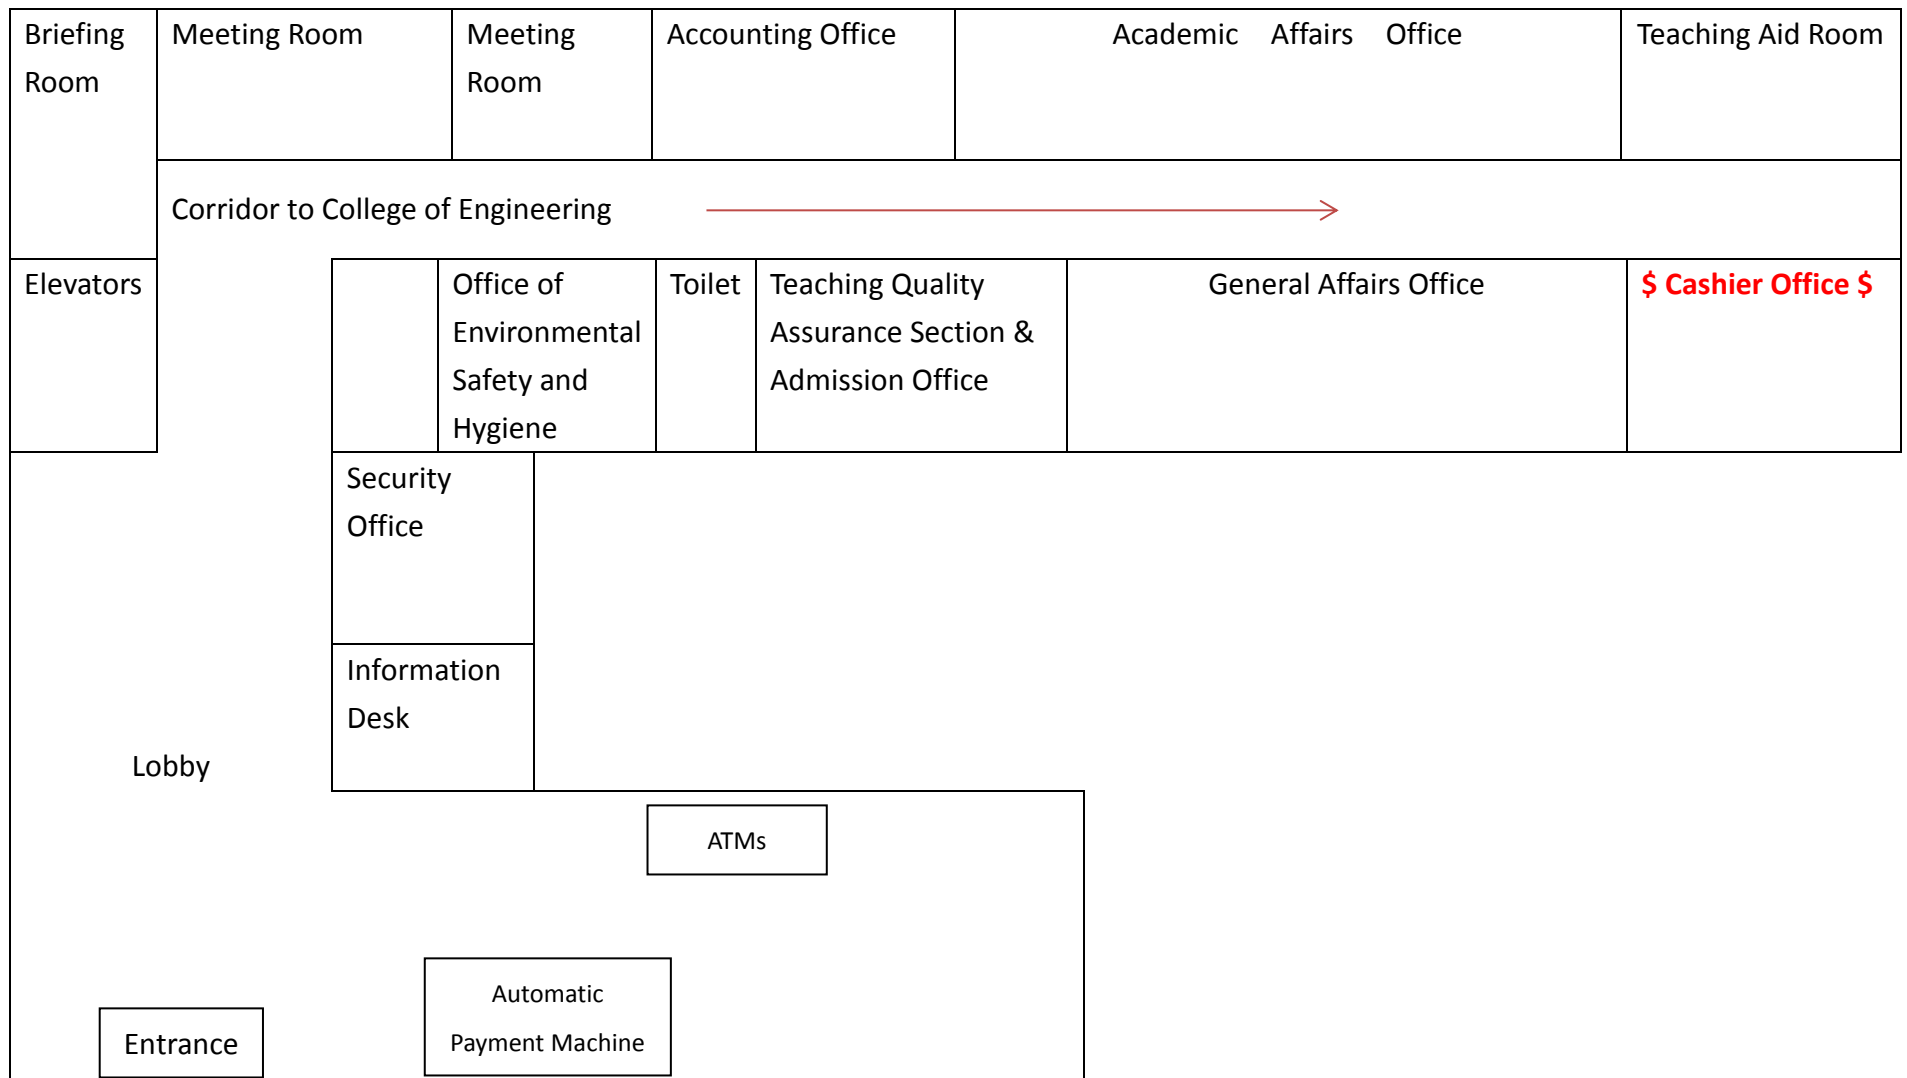 Briefing
Room
Meeting Room
Meeting
Room
Accounting Office
Academic Affairs Office
Teaching Aid Room
Corridor to College of Engineering
Elevators
Office of
Environmental
Safety and
Hygiene
Toilet
Teaching Quality
Assurance Section &
Admission Office
General Affairs Office
$ Cashier Office $
Security
Office
Information
Desk
Lobby
ATMs
Automatic
Payment Machine
Entrance